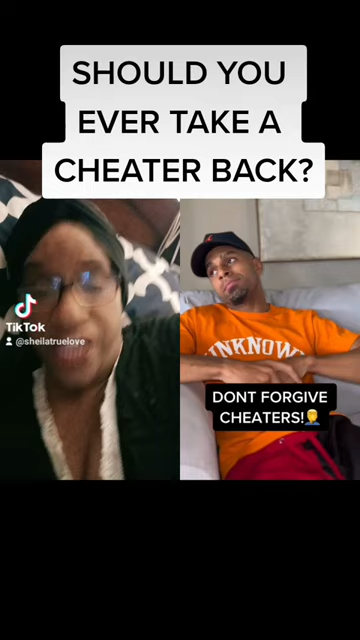 SHOULD YOU
EVER TAKE A
CHEATER BACK?
TikTok
@sheilatruelove
UNKNOWN
DONT FORGIVE
CHEATERS!🤦‍♂️